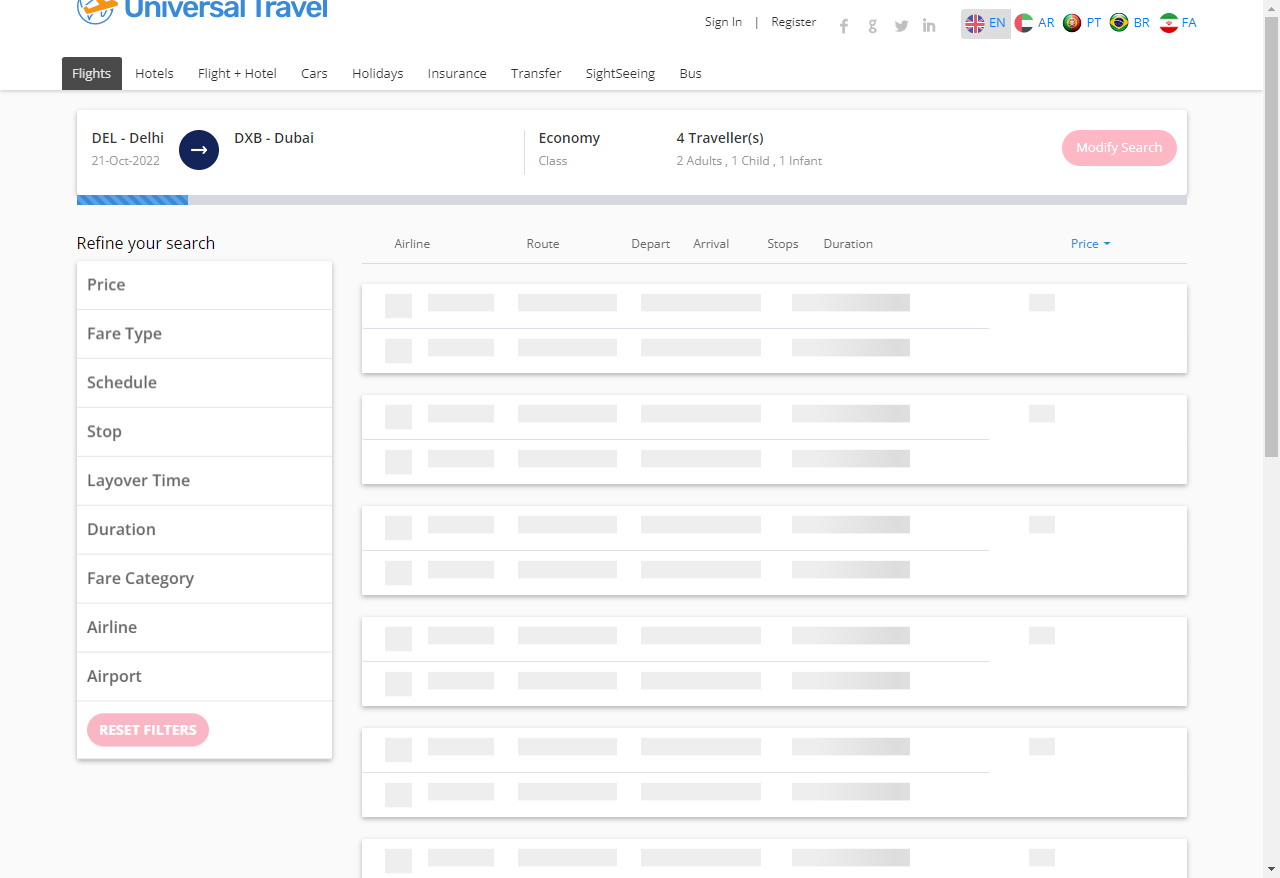 Universal Travel
Sign In | Register
EN AR PT BR FA
Flights Hotels Flight + Hotel Cars Holidays Insurance Transfer SightSeeing Bus
DEL - Delhi → DXB - Dubai Economy 4 Traveller(s)
21-Oct-2022 Class 2 Adults , 1 Child , 1 Infant
Modify Search
Refine your search
Airline Route Depart Arrival Stops Duration Price
Price
Fare Type
Schedule
Stop
Layover Time
Duration
Fare Category
Airline
Airport
RESET FILTERS